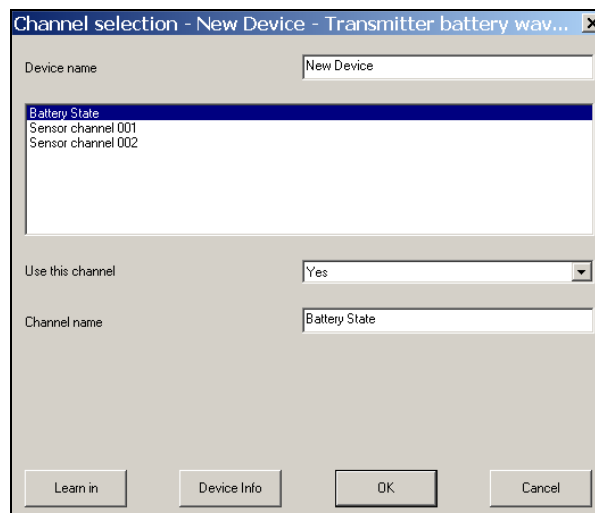 Channel selection - New Device - Transmitter battery wav...
Device name
New Device
Battery State
Sensor channel 001
Sensor channel 002
Use this channel
Yes
Channel name
Battery State
Learn in
Device Info
OK
Cancel